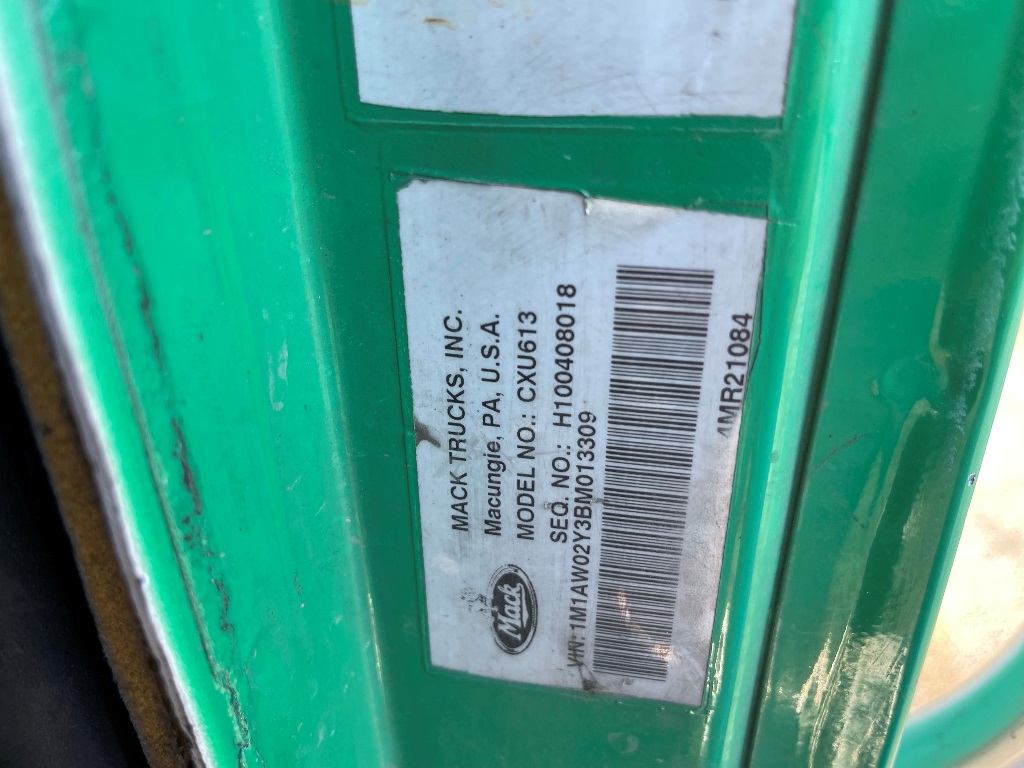 MACK TRUCKS, INC.
Macungie, PA, U.S.A.
MODEL NO.: CXU613
SEQ. NO.: H100408018
Mack
VIN: 1M1AW02Y3BM013309
4MR21084